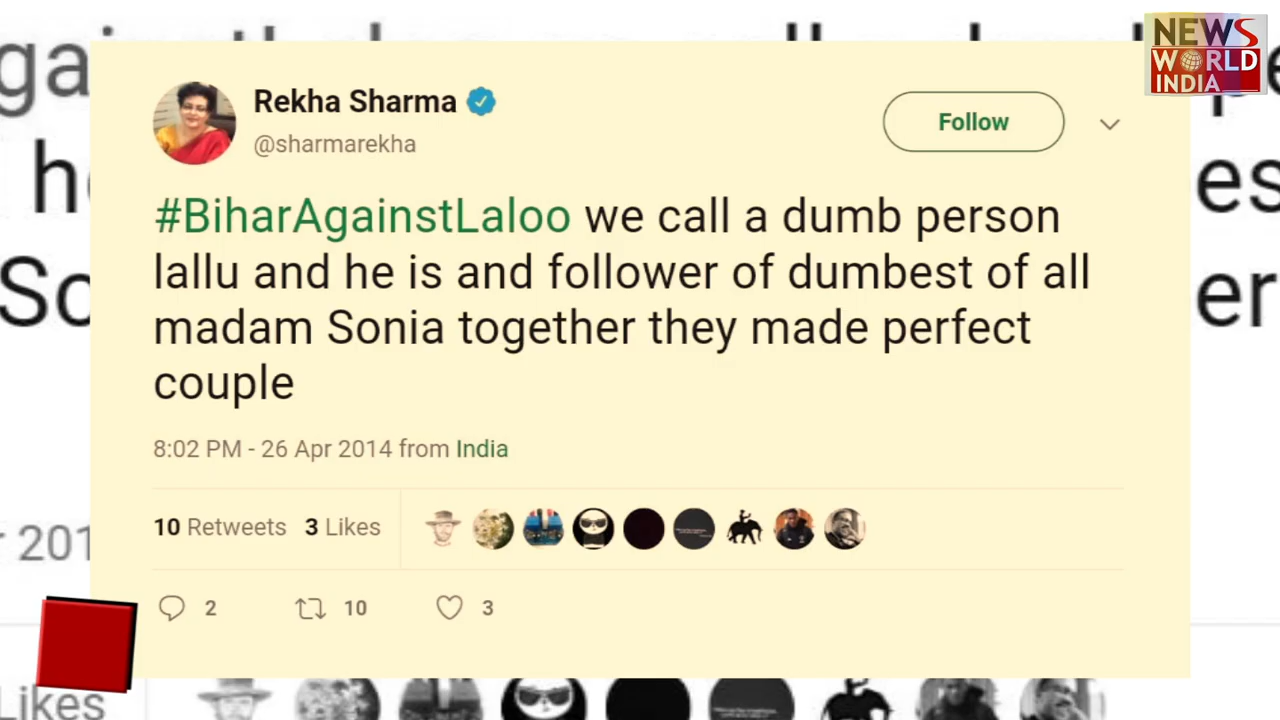 NEWS
WORLD
INDIA
Rekha Sharma
@sharmarekha
Follow
#BiharAgainstLaloo we call a dumb person
lallu and he is and follower of dumbest of all
madam Sonia together they made perfect
couple
8:02 PM - 26 Apr 2014 from India
10 Retweets 3 Likes
2 10 3
Likes